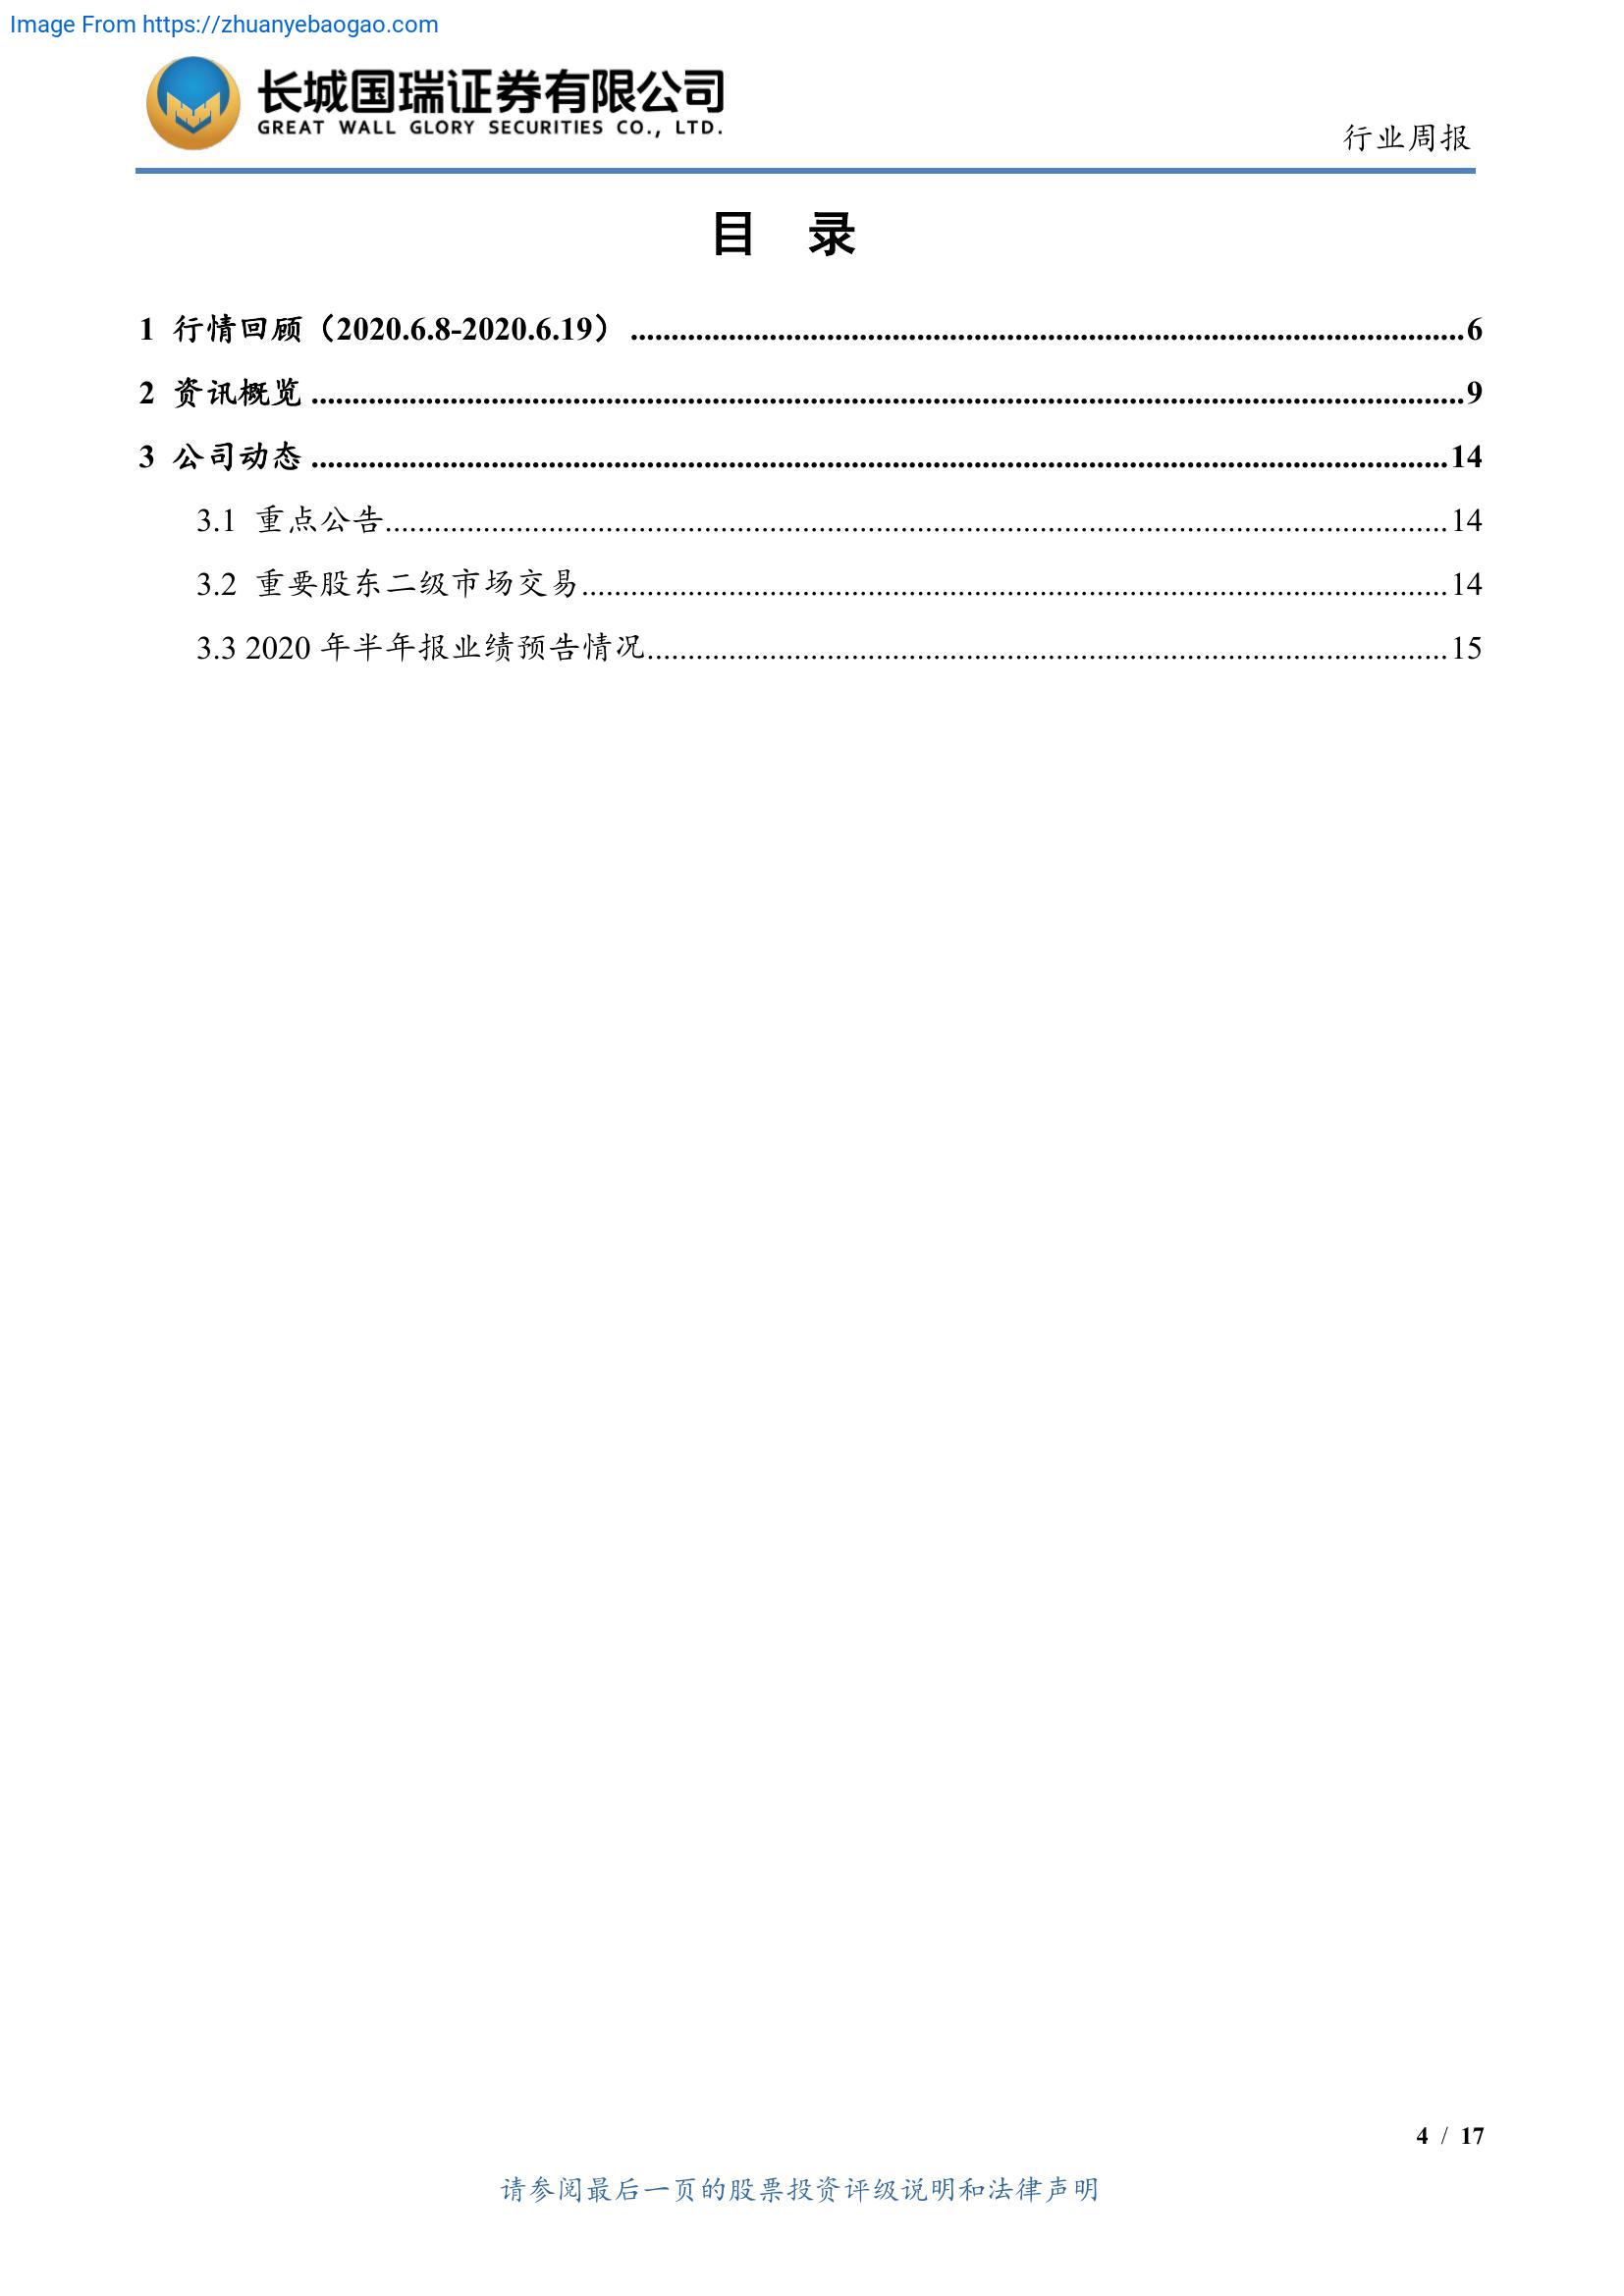 Image From https://zhuanyebaogao.com
长城国瑞证券有限公司
GREAT WALL GLORY SECURITIES CO., LTD.
行业周报
目 录
1 行情回顾（2020.6.8-2020.6.19）........................................6
2 资讯概览........................................9
3 公司动态........................................14
3.1 重点公告........................................14
3.2 重要股东二级市场交易........................................14
3.3 2020 年半年报业绩预告情况........................................15
4 / 17
请参阅最后一页的股票投资评级说明和法律声明